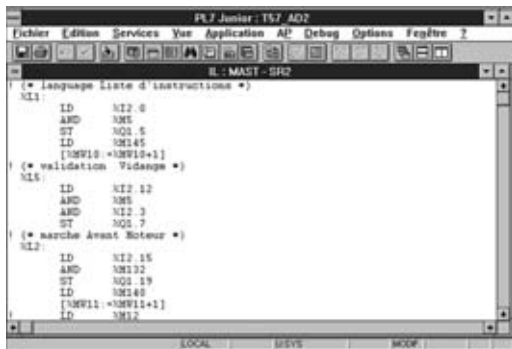 PL7 Junior : T57_AD2
Fichier Edition Services Vue Application AP Debug Options Fenêtre ?
IL : MAST - SR2
! (* language Liste d'instructions *)
%L1:
LD %I2.0
AND %M5
ST %Q1.5
LD %M145
[%MW10:=%MW10+1]
! (* validation Vidange *)
%L5:
LD %I2.12
AND %M5
AND %I2.3
ST %Q1.7
! (* marche Avant Moteur *)
%L2:
LD %I2.15
AND %M132
ST %Q1.19
LD %M140
[%MW11:=%MW11+1]
! LD %M12
LOCAL U:SYS MODIF.